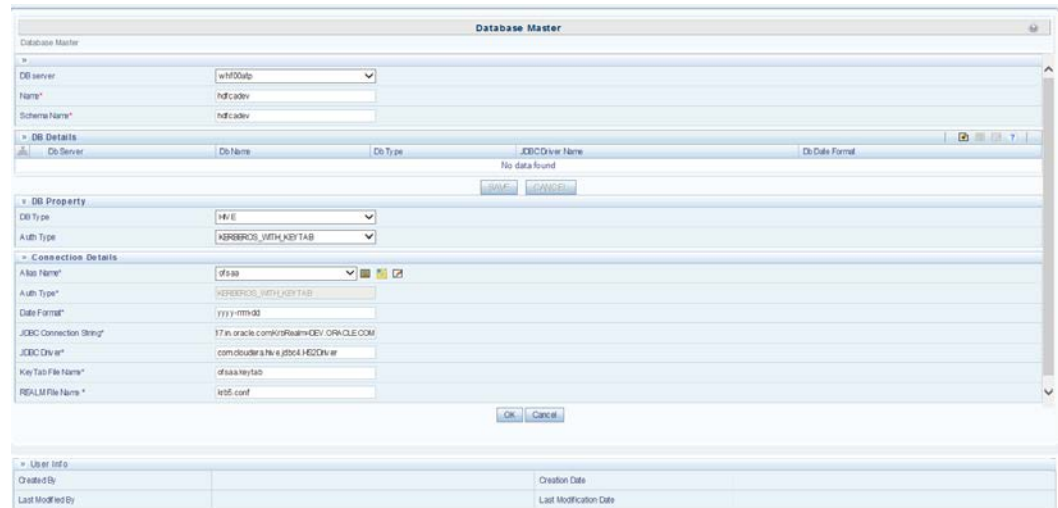 Database Master
Database Master
»
DB server whf00atp
Name* hdfcadev
Schema Name* hdfcadev
» DB Details ?
Db Server Db Name Db Type JDBC Driver Name Db Date Format
No data found
SAVE CANCEL
» DB Property
DB Type HIVE
Auth Type KERBEROS_WITH_KEYTAB
» Connection Details
Alias Name* ofsaa
Auth Type* KERBEROS_WITH_KEYTAB
Date Format* yyyy-mm-dd
JDBC Connection String* 17.in.oracle.com;KrbRealm=DEV.ORACLE.COM
JDBC Driver* com.cloudera.hive.jdbc4.HS2Driver
KeyTab File Name* ofsaa.keytab
REALM File Name * krb5.conf
OK Cancel
» User Info
Created By Creation Date
Last Modified By Last Modification Date